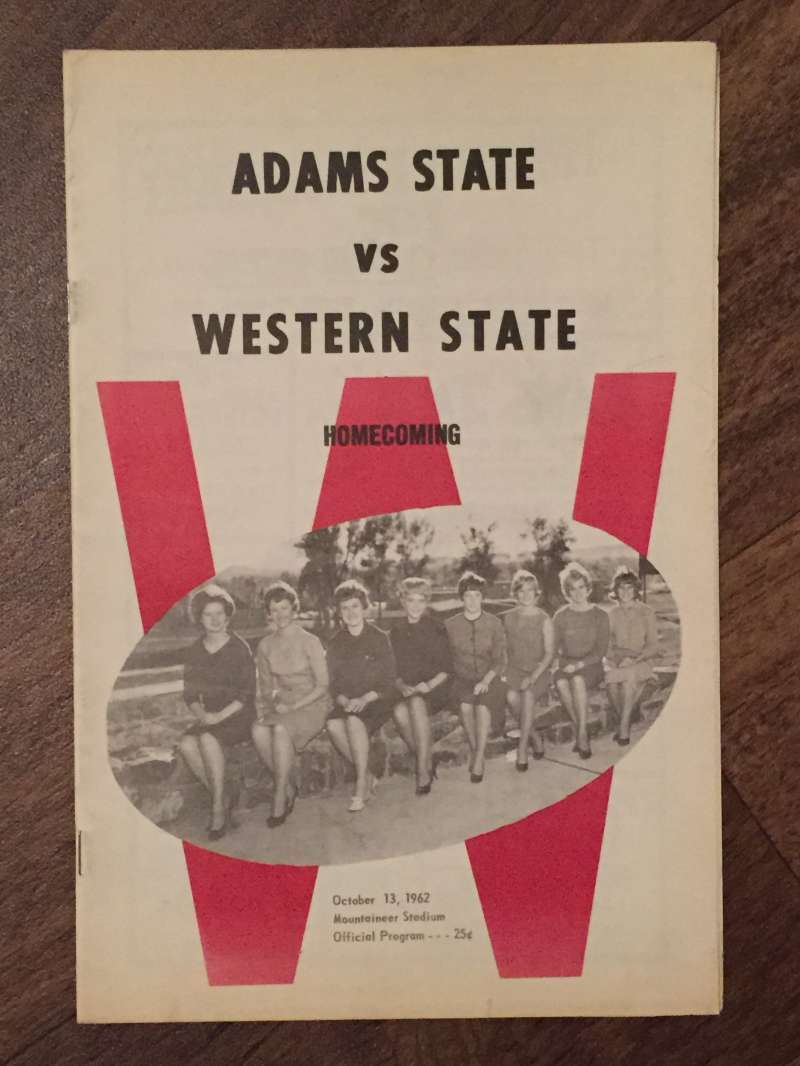 ADAMS STATE
VS
WESTERN STATE
HOMECOMING
October 13, 1962
Mountaineer Stadium
Official Program - - - 25¢